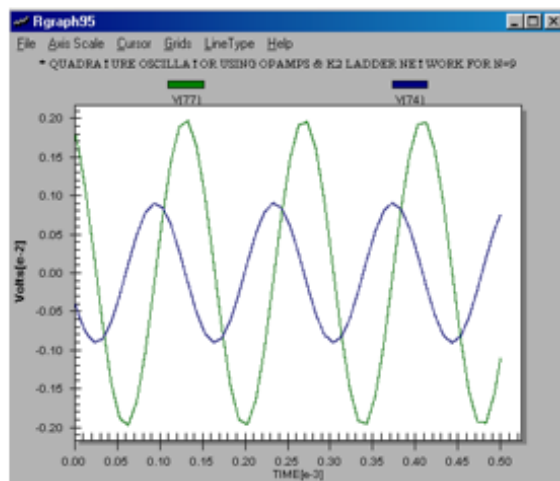 Rgraph95
File Axis Scale Cursor Grids LineType Help
* QUADRATURE OSCILLATOR USING OPAMPS & K2 LADDER NETWORK FOR N=9
V(77) V(74)
0.20
0.15
0.10
0.05
0.00
-0.05
-0.10
-0.15
-0.20
Volts[e-2]
0.00 0.05 0.10 0.15 0.20 0.25 0.30 0.35 0.40 0.45 0.50
TIME[e-3]